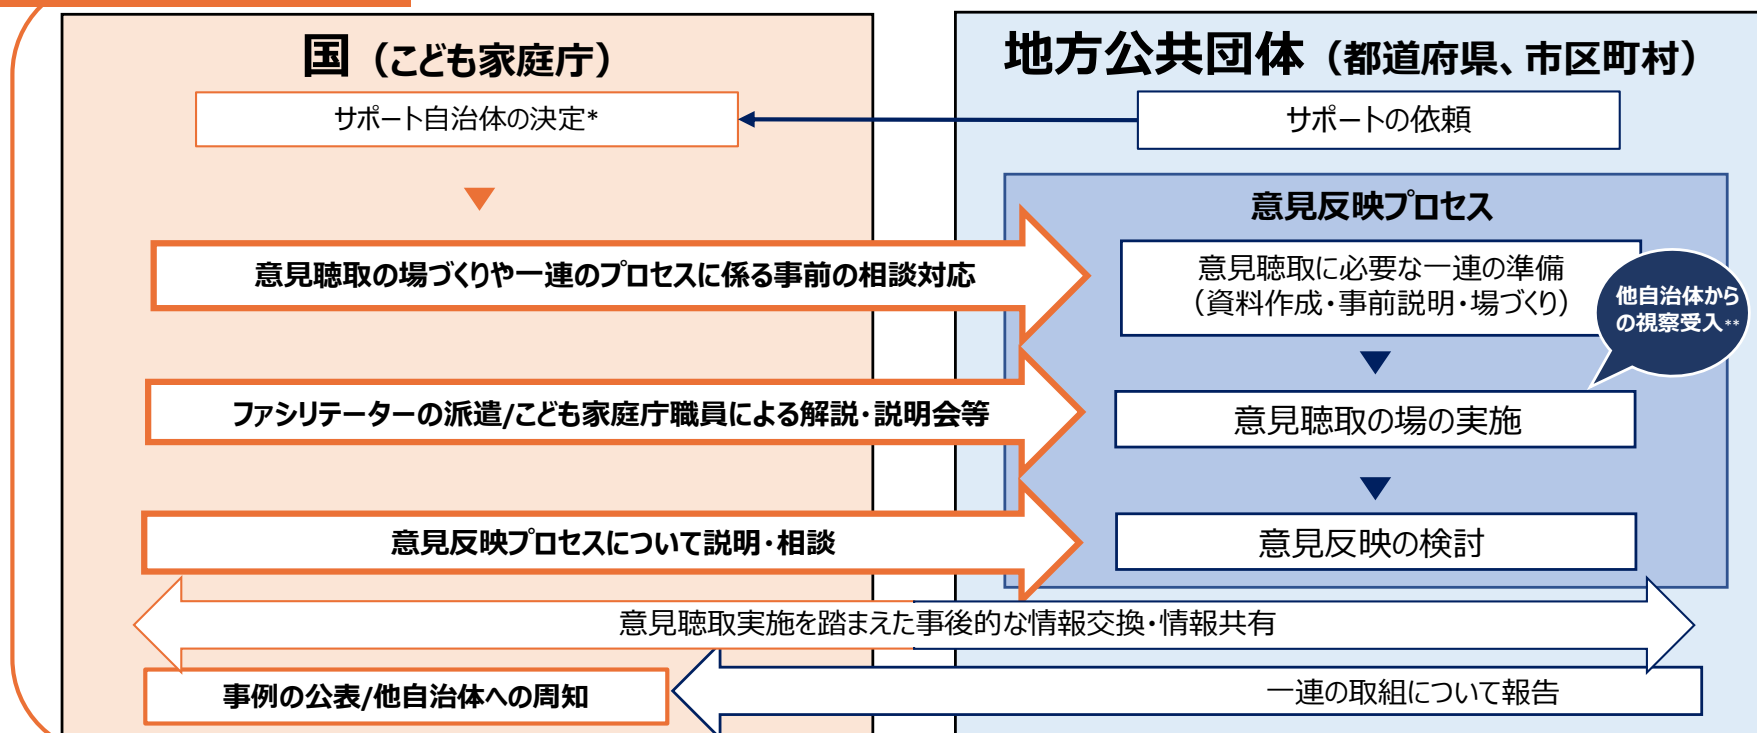 国（こども家庭庁）
地方公共団体（都道府県、市区町村）
サポート自治体の決定*
サポートの依頼
意見反映プロセス
意見聴取の場づくりや一連のプロセスに係る事前の相談対応
意見聴取に必要な一連の準備
（資料作成・事前説明・場づくり）
他自治体から
の視察受入**
ファシリテーターの派遣/こども家庭庁職員による解説・説明会等
意見聴取の場の実施
意見反映プロセスについて説明・相談
意見反映の検討
意見聴取実施を踏まえた事後的な情報交換・情報共有
事例の公表/他自治体への周知
一連の取組について報告